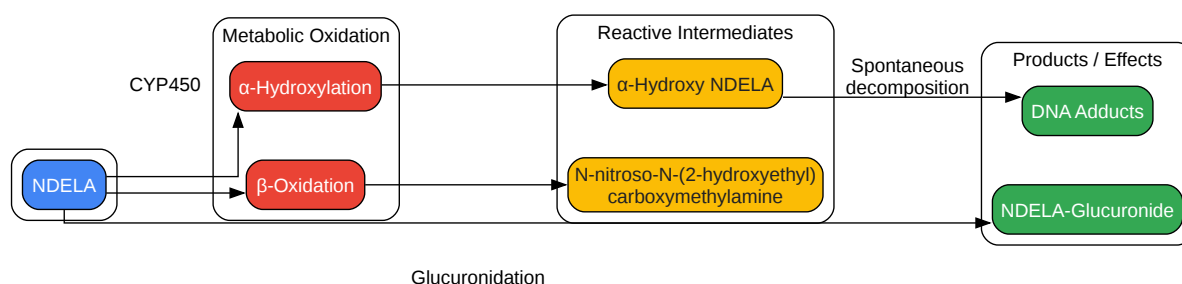 Metabolic Oxidation
Reactive Intermediates
Products / Effects
CYP450
α-Hydroxylation
α-Hydroxy NDELA
Spontaneous
decomposition
DNA Adducts
NDELA
β-Oxidation
N-nitroso-N-(2-hydroxyethyl)
carboxymethylamine
NDELA-Glucuronide
Glucuronidation